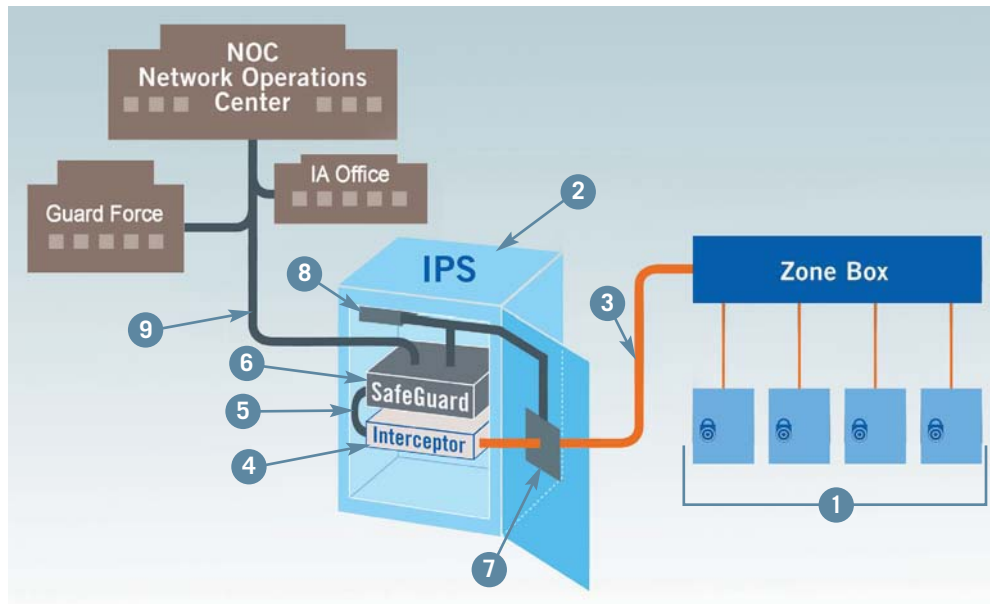 NOC
Network Operations
Center
IA Office
Guard Force
2
IPS
8
Zone Box
3
9
6
SafeGuard
5
Interceptor
4
1
7